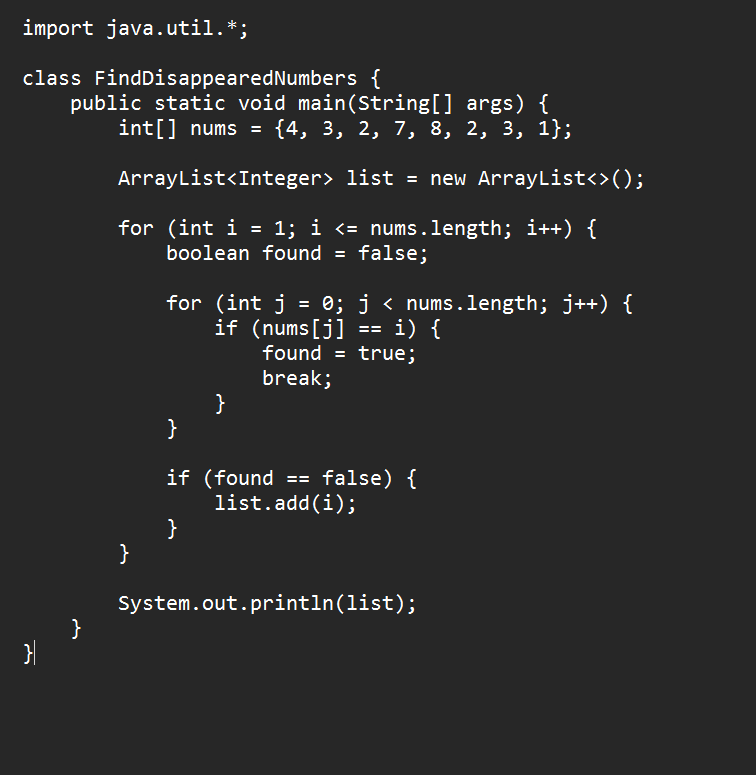 import java.util.*;

class FindDisappearedNumbers {
    public static void main(String[] args) {
        int[] nums = {4, 3, 2, 7, 8, 2, 3, 1};

        ArrayList<Integer> list = new ArrayList<>();

        for (int i = 1; i <= nums.length; i++) {
            boolean found = false;

            for (int j = 0; j < nums.length; j++) {
                if (nums[j] == i) {
                    found = true;
                    break;
                }
            }

            if (found == false) {
                list.add(i);
            }
        }

        System.out.println(list);
    }
}